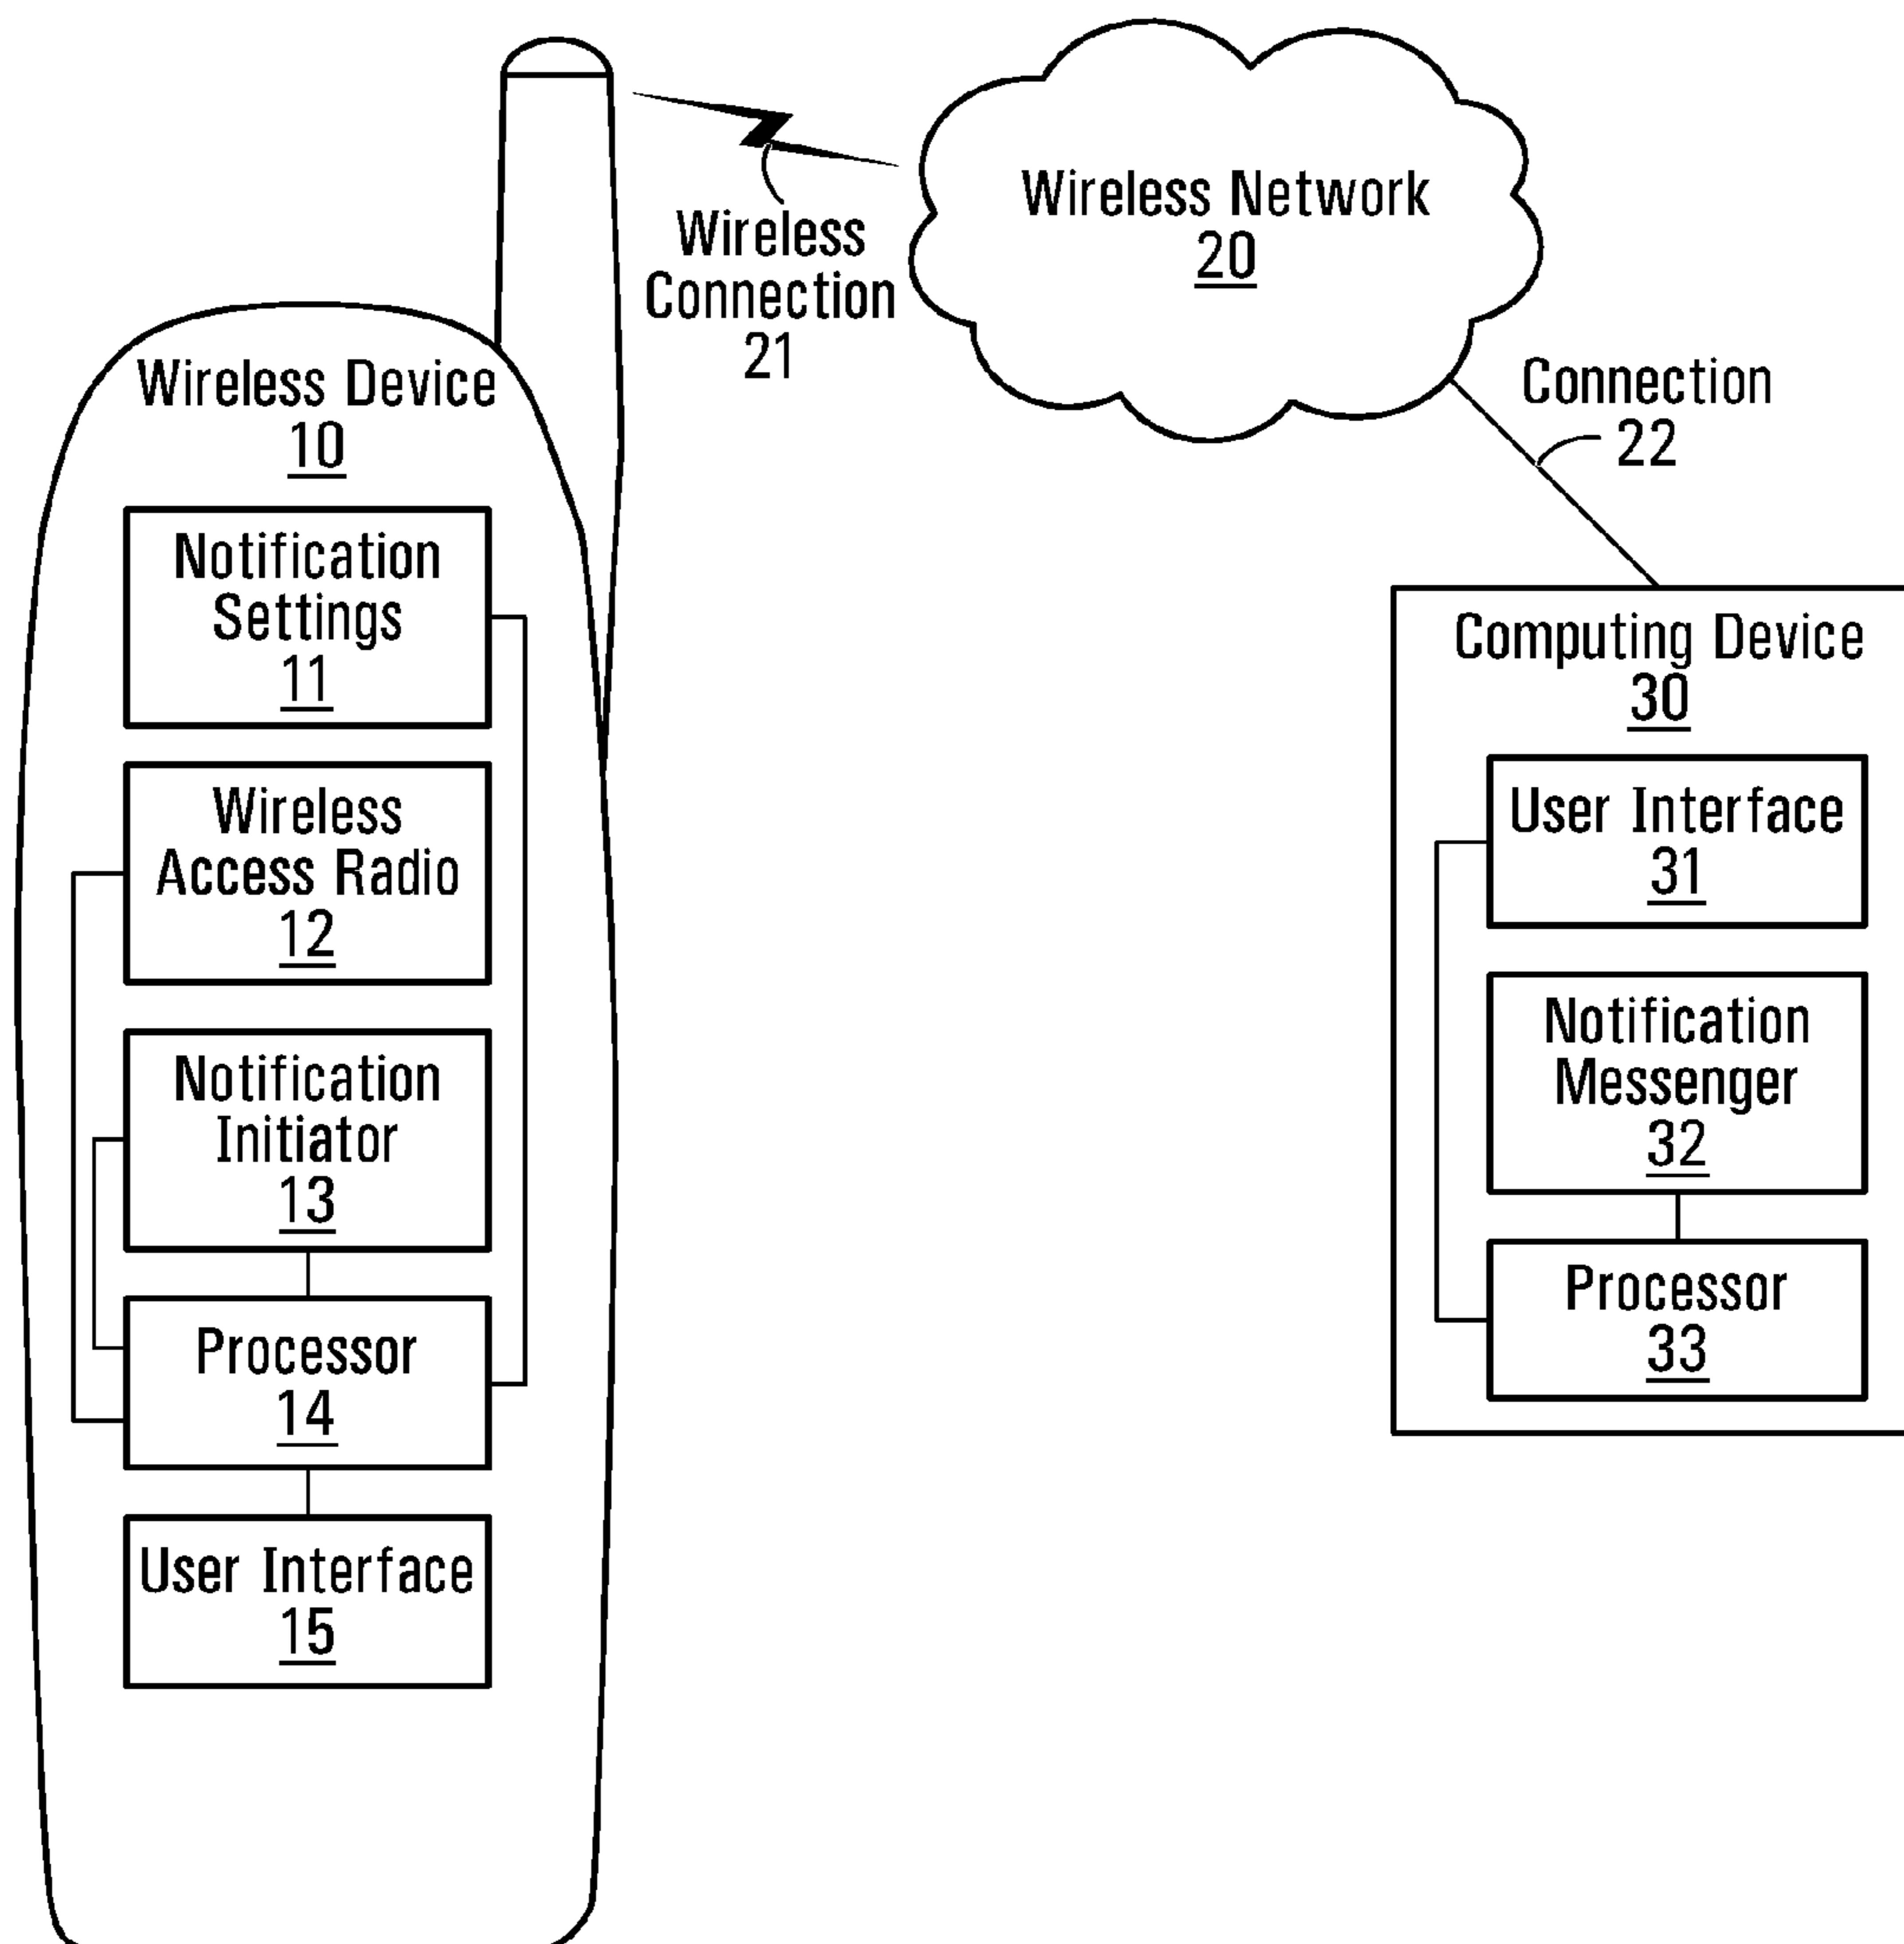 Wireless Device
10
Notification
Settings
11
Wireless
Access Radio
12
Notification
Initiator
13
Processor
14
User Interface
15
Wireless
Connection
21
Wireless Network
20
Connection
22
Computing Device
30
User Interface
31
Notification
Messenger
32
Processor
33